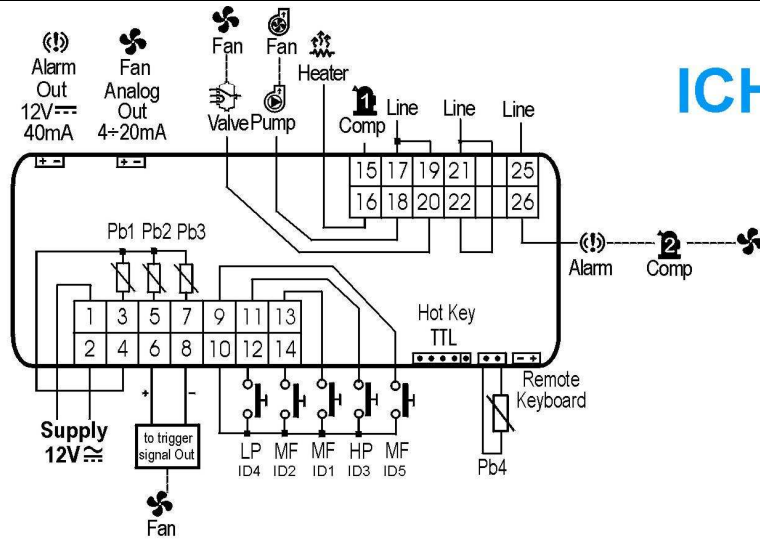 Alarm
Out
12V
40mA
Fan
Analog
Out
4÷20mA
Fan
Valve
Fan
Pump
Heater
1
Comp
Line
Line
Line
ICH
15 17 19 21 25
16 18 20 22 26
Pb1 Pb2 Pb3
Alarm
2
Comp
1 3 5 7 9 11 13
2 4 6 8 10 12 14
Hot Key
TTL
Remote
Keyboard
Supply
12V
+ -
to trigger
signal Out
Fan
LP MF MF HP MF
ID4 ID2 ID1 ID3 ID5
Pb4